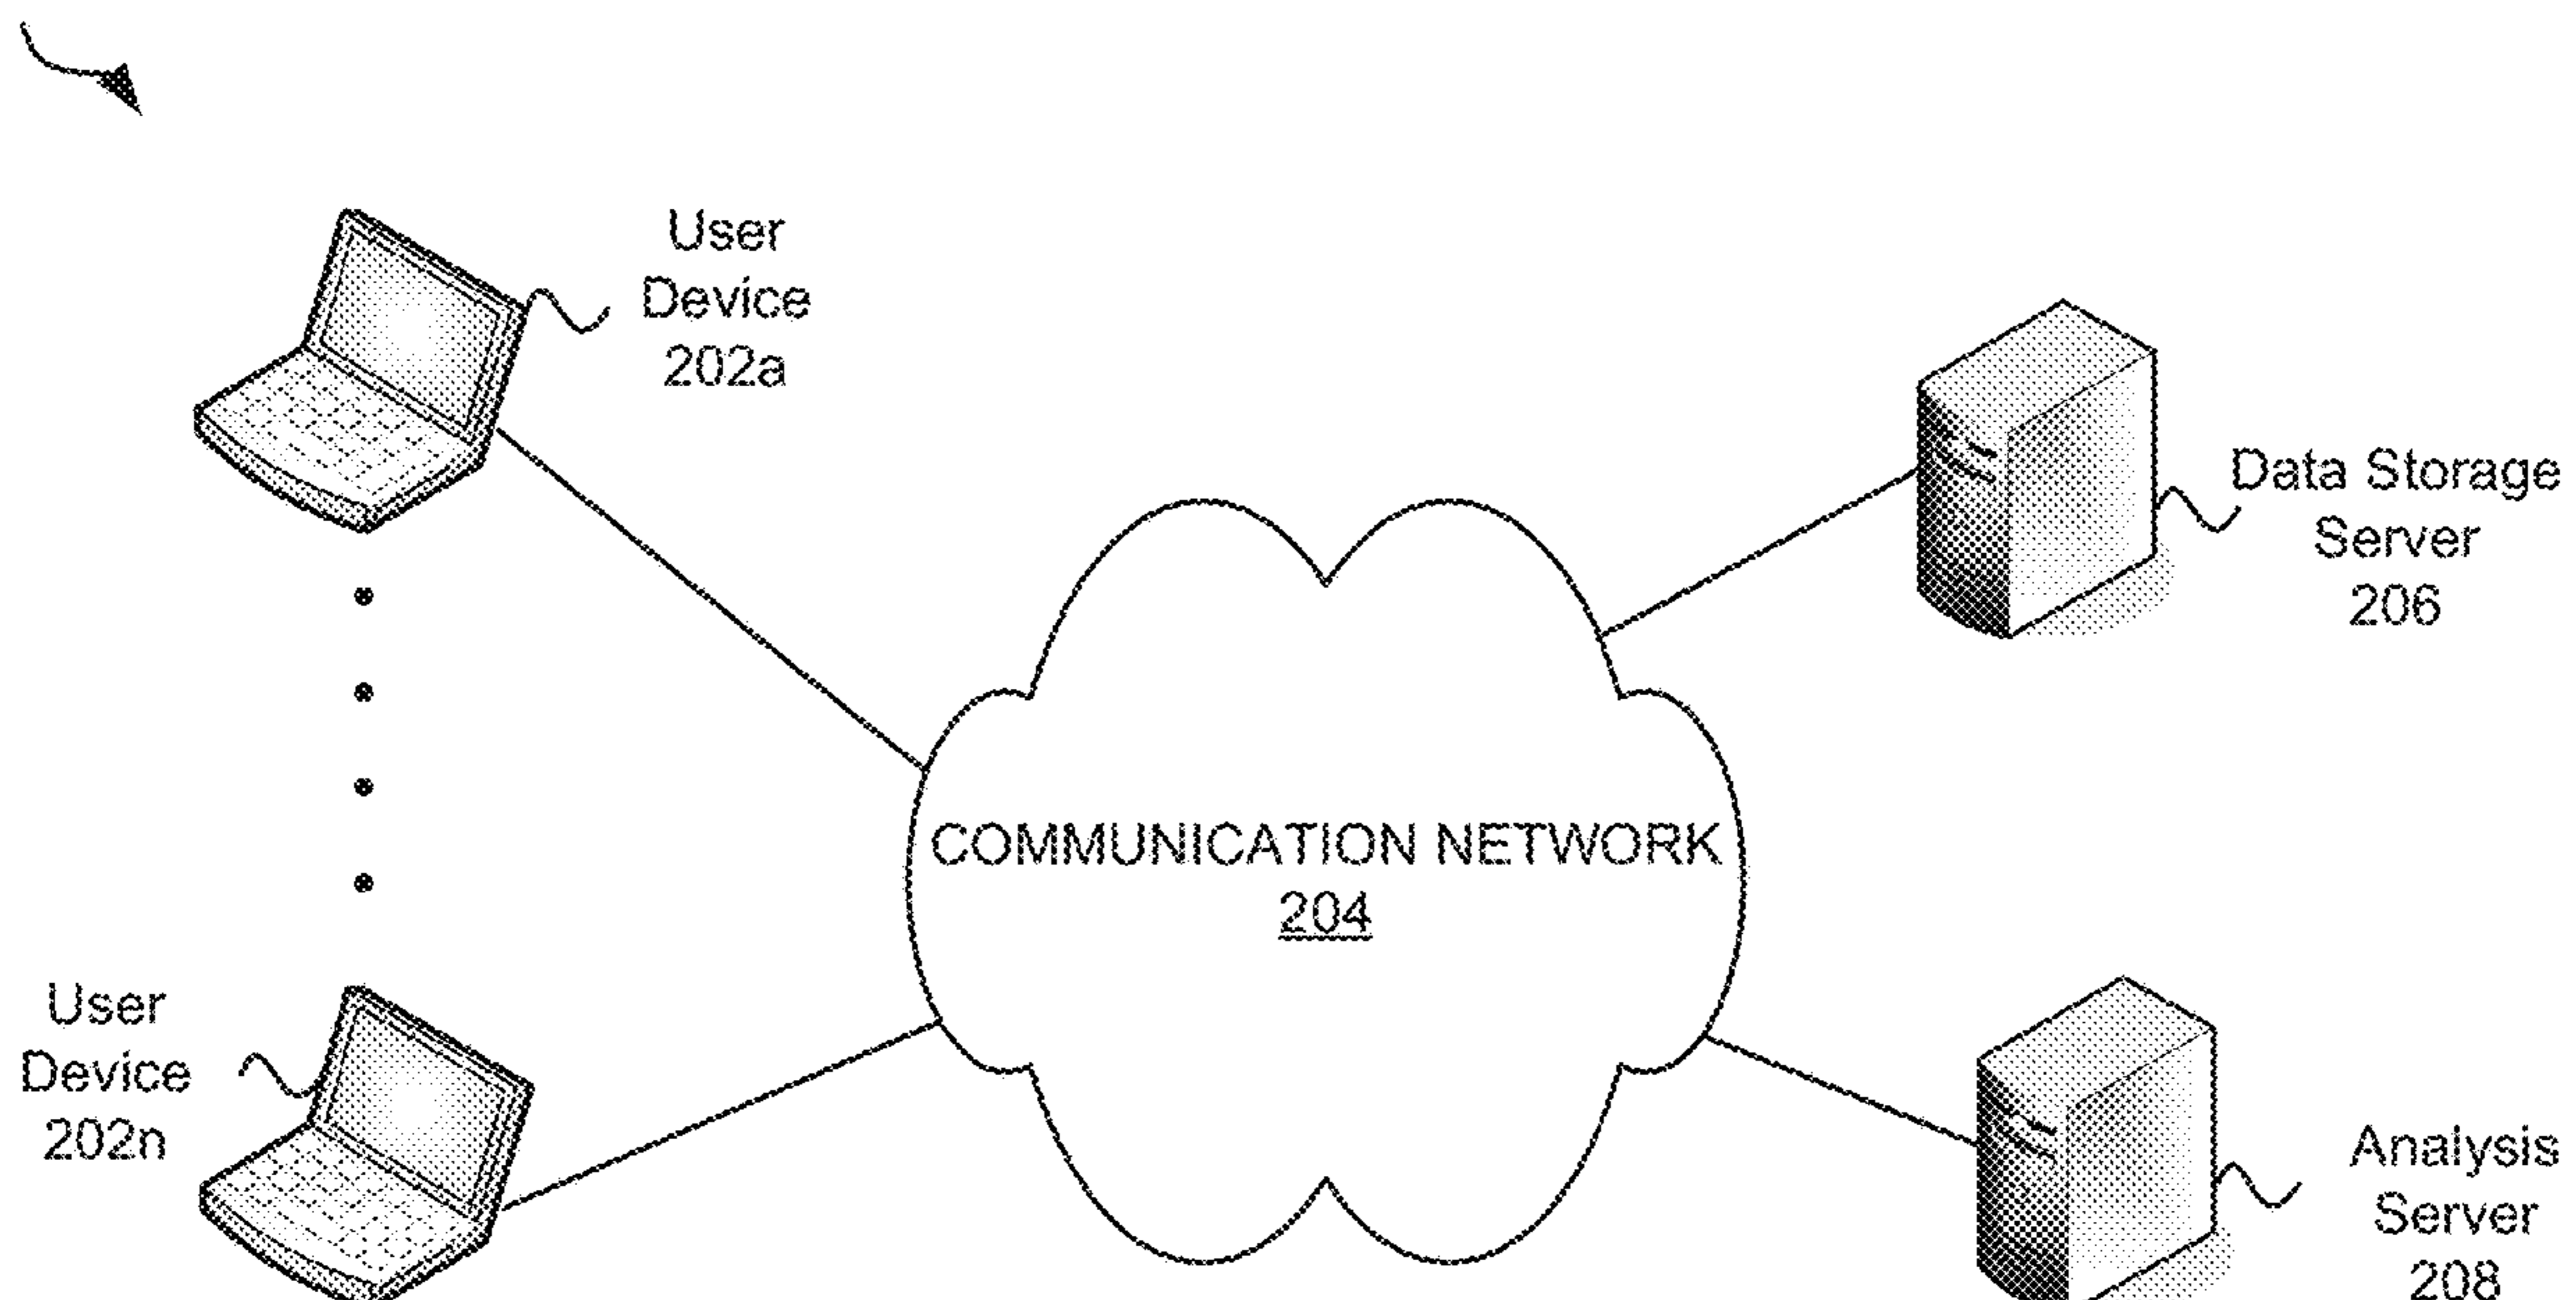 User
Device
202a
Data Storage
Server
206
COMMUNICATION NETWORK
204
User
Device
202n
Analysis
Server
208